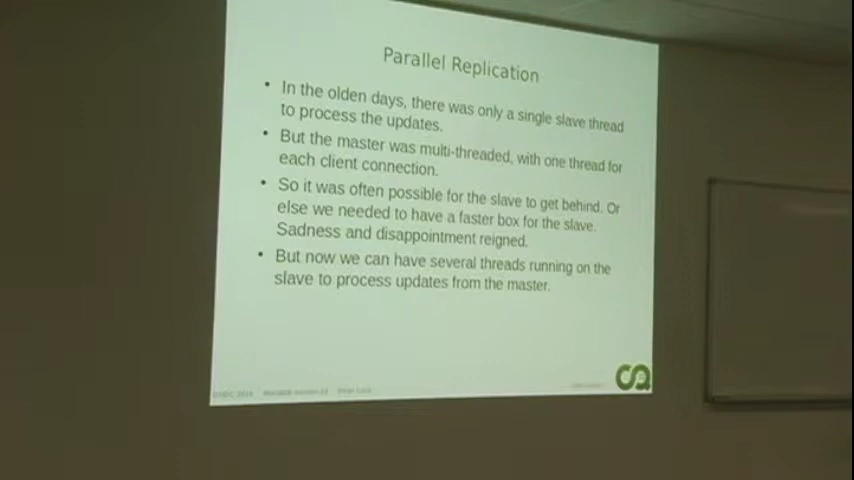 Parallel Replication
• In the olden days, there was only a single slave thread
to process the updates.
• But the master was multi-threaded, with one thread for
each client connection.
• So it was often possible for the slave to get behind. Or
else we needed to have a faster box for the slave.
Sadness and disappointment reigned.
• But now we can have several threads running on the
slave to process updates from the master.
ca